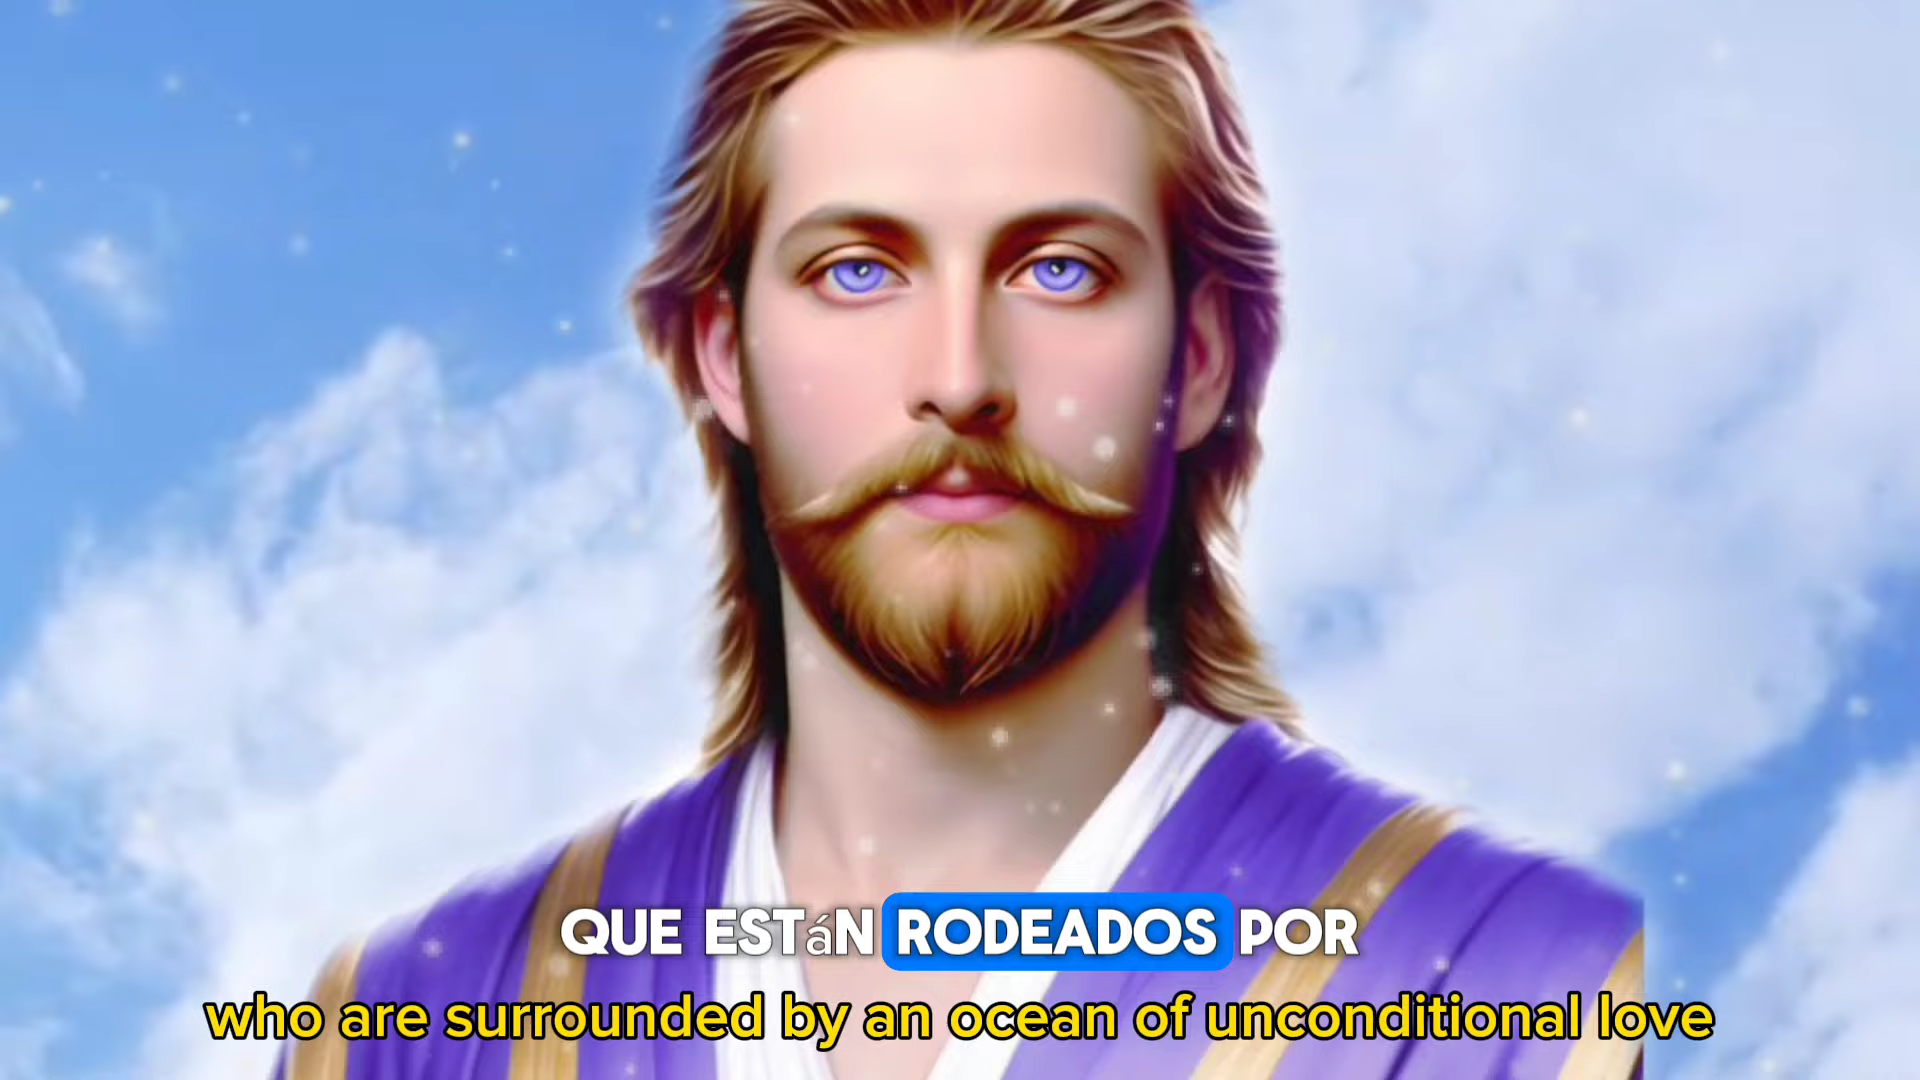 QUE ESTáN RODEADOS POR
who are surrounded by an ocean of unconditional love